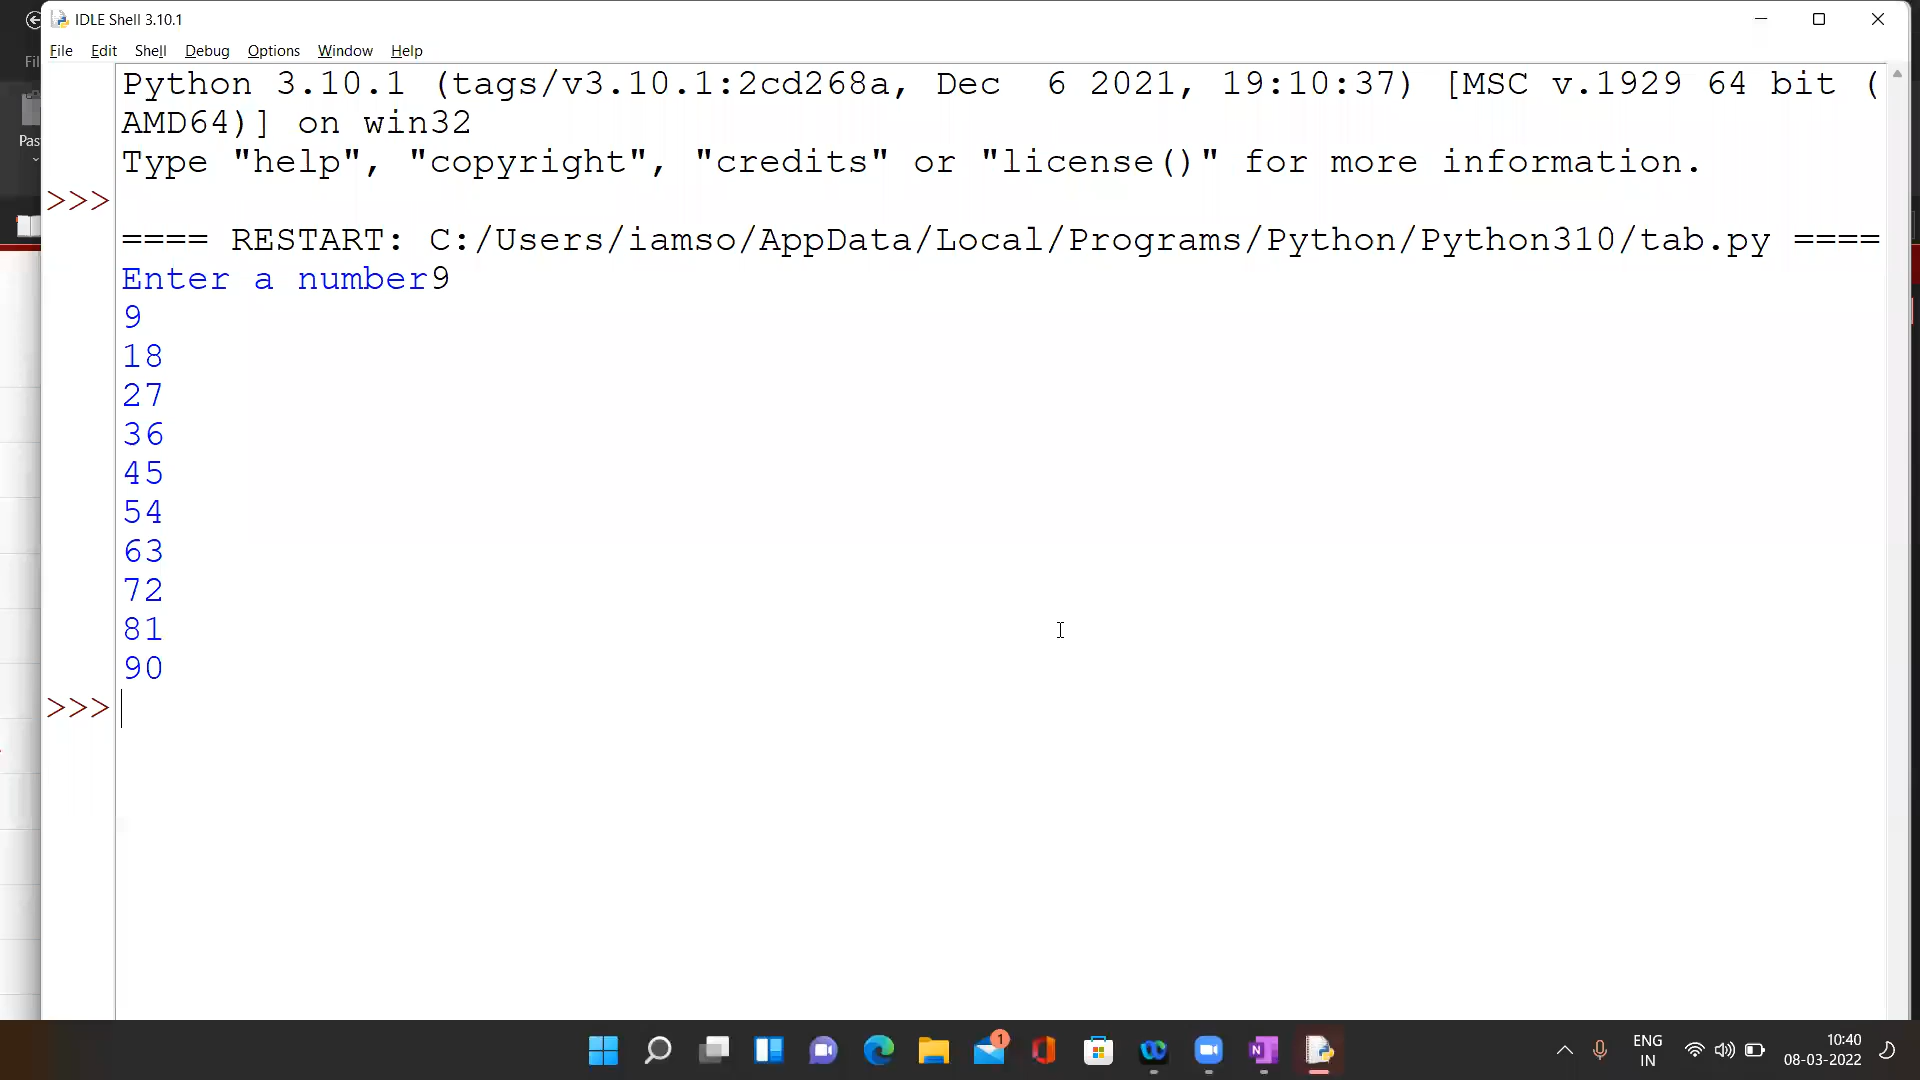 IDLE Shell 3.10.1
File Edit Shell Debug Options Window Help
Python 3.10.1 (tags/v3.10.1:2cd268a, Dec  6 2021, 19:10:37) [MSC v.1929 64 bit (
AMD64)] on win32
Type "help", "copyright", "credits" or "license()" for more information.
>>>
==== RESTART: C:/Users/iamso/AppData/Local/Programs/Python/Python310/tab.py ====
Enter a number9
9
18
27
36
45
54
63
72
81
90
>>>
Fil
Pas
1
ENG
IN
10:40
08-03-2022